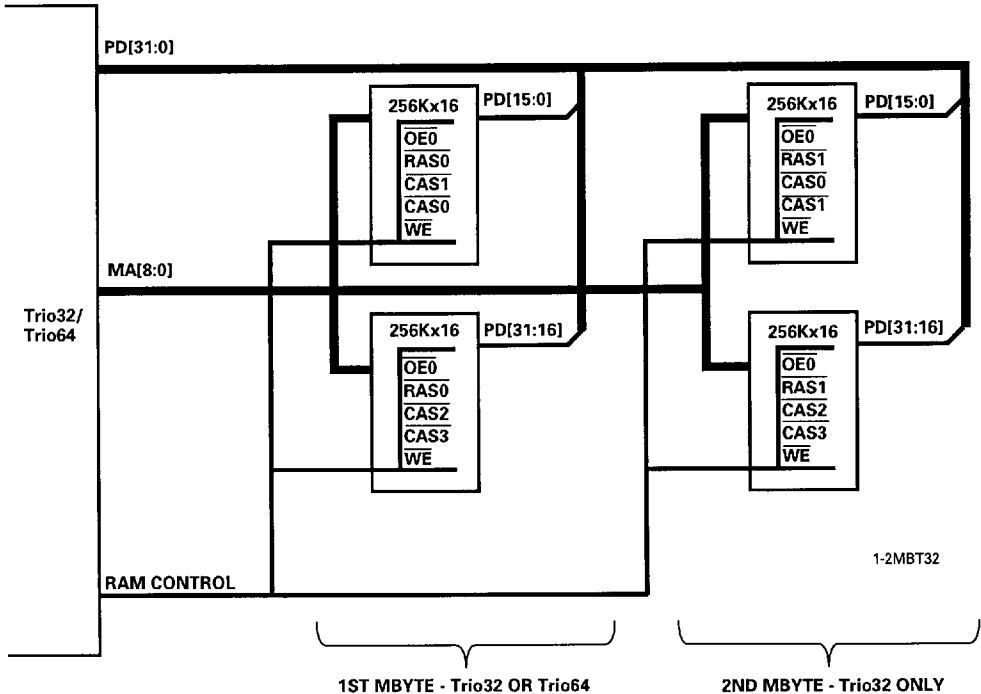 PD[31:0]
256Kx16
PD[15:0]
OE0
RAS0
CAS1
CAS0
WE
256Kx16
PD[15:0]
OE0
RAS1
CAS0
CAS1
WE
MA[8:0]
Trio32/
Trio64
256Kx16
PD[31:16]
OE0
RAS0
CAS2
CAS3
WE
256Kx16
PD[31:16]
OE0
RAS1
CAS2
CAS3
WE
1-2MBT32
RAM CONTROL
1ST MBYTE - Trio32 OR Trio64
2ND MBYTE - Trio32 ONLY